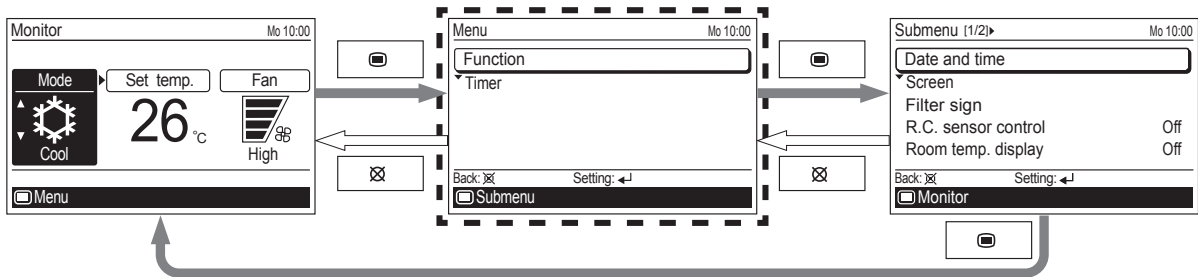 Monitor Mo 10:00
Mode Set temp. Fan
26 °C
Cool High
Menu
Menu Mo 10:00
Function
Timer
Back: Setting:
Submenu
Submenu [1/2] Mo 10:00
Date and time
Screen
Filter sign
R.C. sensor control Off
Room temp. display Off
Back: Setting:
Monitor